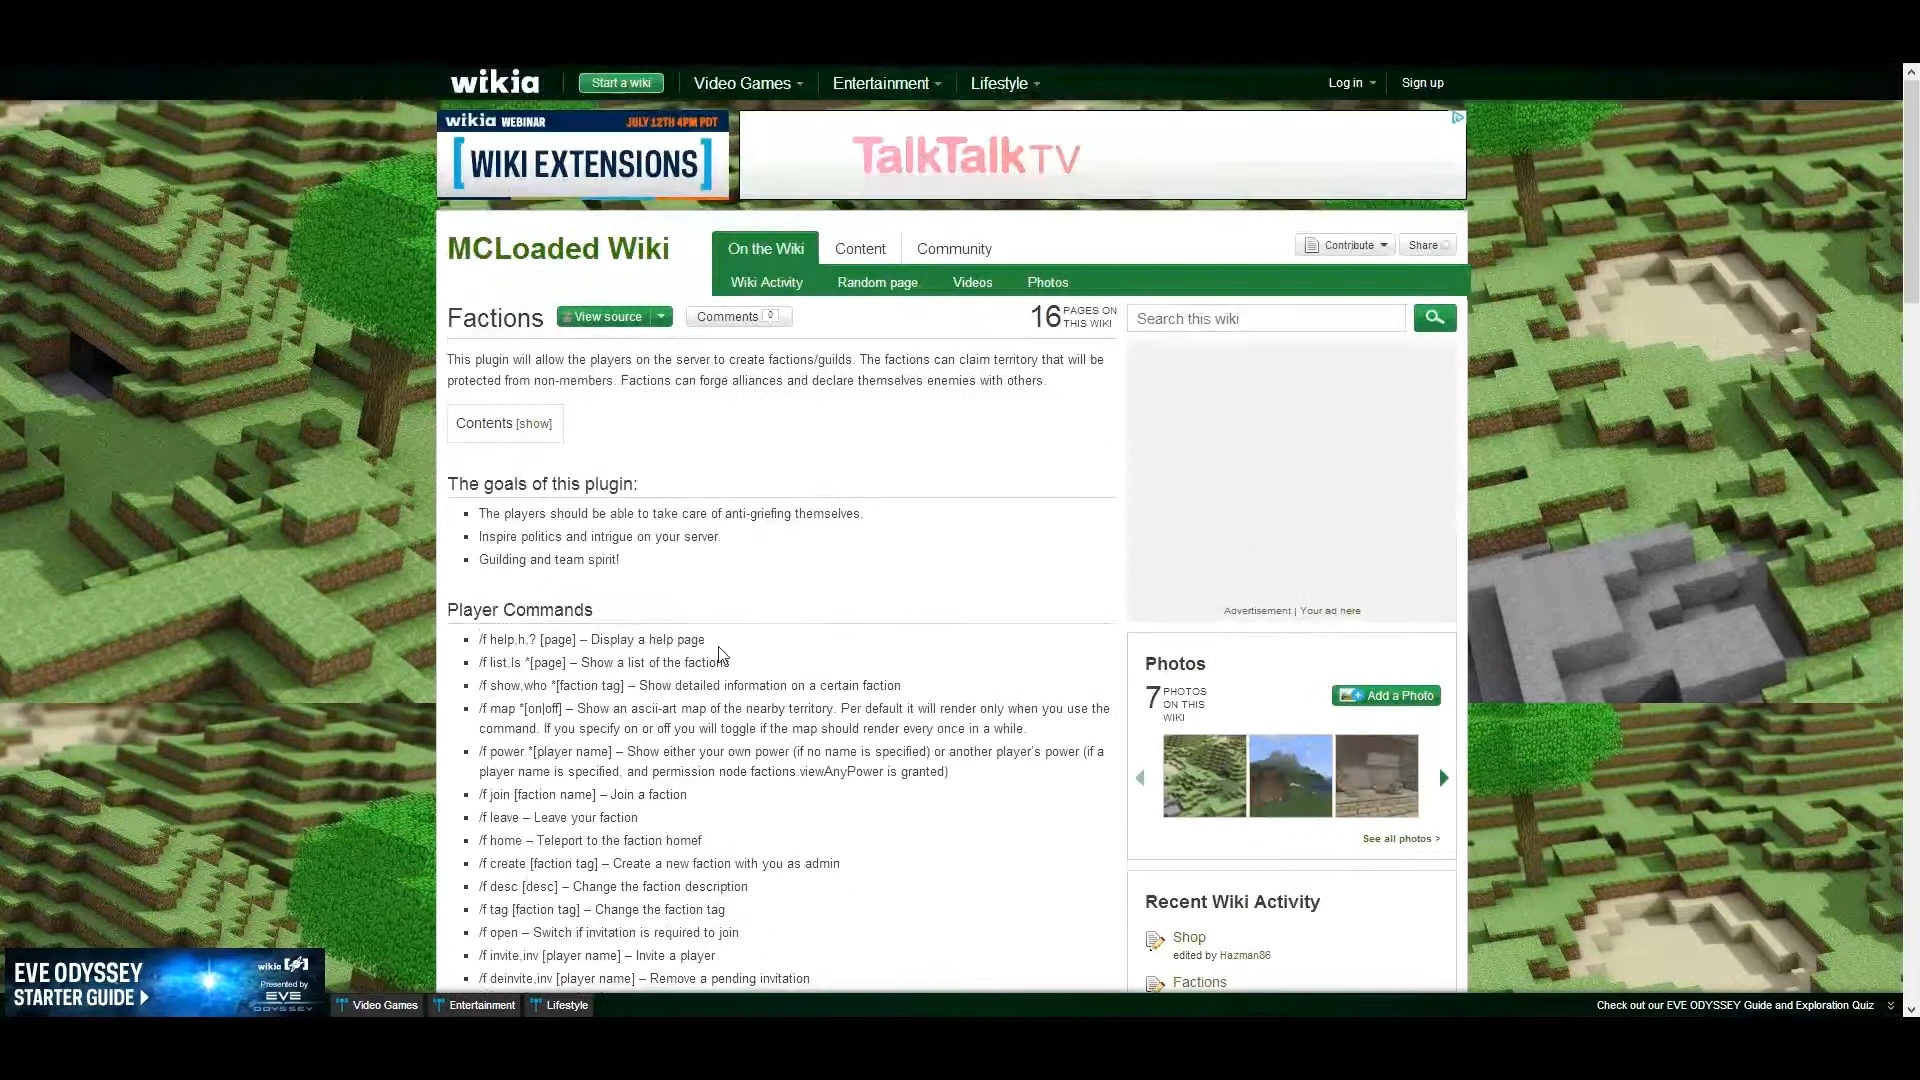 wikia
Start a wiki
Video Games
Entertainment
Lifestyle
Log in
Sign up
wikia WEBINAR JULY 12TH 4PM PDT
[WIKI EXTENSIONS]
TalkTalk TV
MCLoaded Wiki
On the Wiki
Content
Community
Contribute
Share
Wiki Activity
Random page
Videos
Photos
Factions
View source
Comments 0
16 PAGES ON
THIS WIKI
Search this wiki
This plugin will allow the players on the server to create factions/guilds. The factions can claim territory that will be
protected from non-members. Factions can forge alliances and declare themselves enemies with others.
Contents [show]
The goals of this plugin:
The players should be able to take care of anti-griefing themselves.
Inspire politics and intrigue on your server.
Guilding and team spirit!
Player Commands
/f help,h,? [page] – Display a help page
/f list,ls *[page] – Show a list of the factions
/f show,who *[faction tag] – Show detailed information on a certain faction
/f map *[on|off] – Show an ascii-art map of the nearby territory. Per default it will render only when you use the
command. If you specify on or off you will toggle if the map should render every once in a while.
/f power *[player name] – Show either your own power (if no name is specified) or another player's power (if a
player name is specified, and permission node factions.viewAnyPower is granted)
/f join [faction name] – Join a faction
/f leave – Leave your faction
/f home – Teleport to the faction homef
/f create [faction tag] – Create a new faction with you as admin
/f desc [desc] – Change the faction description
/f tag [faction tag] – Change the faction tag
/f open – Switch if invitation is required to join
/f invite,inv [player name] – Invite a player
/f deinvite,inv [player name] – Remove a pending invitation
Advertisement | Your ad here
Photos
7 PHOTOS
ON THIS
WIKI
Add a Photo
See all photos >
Recent Wiki Activity
Shop
edited by Hazman86
Factions
EVE ODYSSEY
STARTER GUIDE
wikia
Presented by
EVE
ODYSSEY
Video Games
Entertainment
Lifestyle
Check out our EVE ODYSSEY Guide and Exploration Quiz